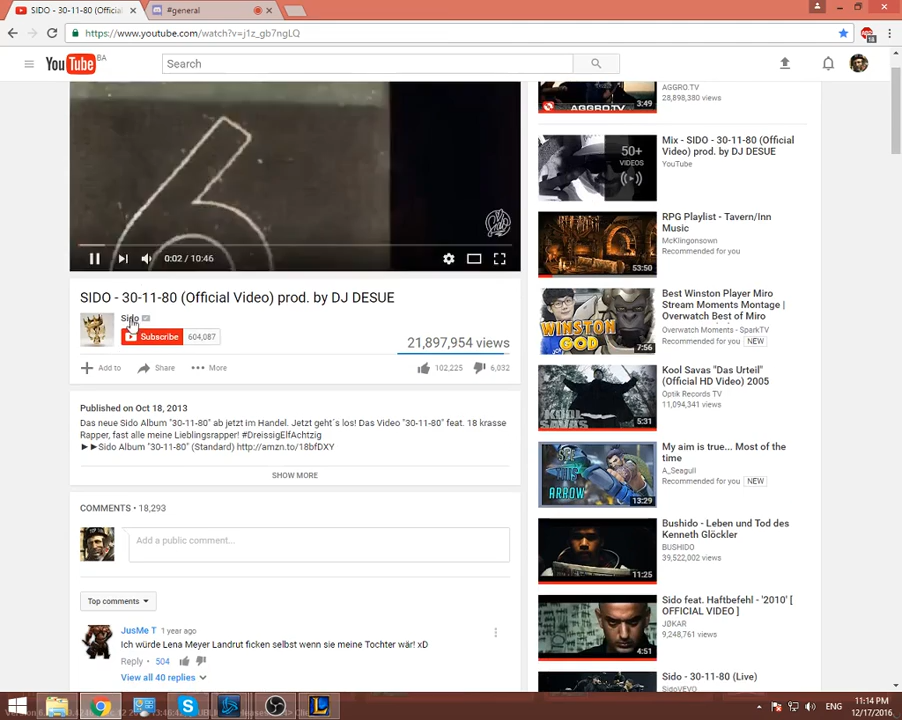 SIDO - 30-11-80 (Official
#general
https://www.youtube.com/watch?v=j1z_gb7ngLQ
18
YouTube BA
Search
0:02 / 10:46
SIDO - 30-11-80 (Official Video) prod. by DJ DESUE
Sido
Subscribe 604,087
21,897,954 views
Add to Share More
102,225 6,032
Published on Oct 18, 2013
Das neue Sido Album "30-11-80" ab jetzt im Handel. Jetzt geht´s los! Das Video "30-11-80" feat. 18 krasse
Rapper, fast alle meine Lieblingsrapper! #DreissigElfAchtzig
►►Sido Album "30-11-80" (Standard) http://amzn.to/18bfDXY
SHOW MORE
COMMENTS • 18,293
Add a public comment...
Top comments
JusMe T 1 year ago
Ich würde Lena Meyer Landrut ficken selbst wenn sie meine Tochter wär! xD
Reply • 504
View all 40 replies
AGGRO.TV
3:49
AGGRO.TV
28,898,380 views
50+
VIDEOS
Mix - SIDO - 30-11-80 (Official
Video) prod. by DJ DESUE
YouTube
53:50
RPG Playlist - Tavern/Inn
Music
McKlingonsown
Recommended for you
WINSTON
GOD
7:56
Best Winston Player Miro
Stream Moments Montage |
Overwatch Best of Miro
Overwatch Moments - SparkTV
Recommended for you NEW
KOOL SAVAS
5:31
Kool Savas "Das Urteil"
(Official HD Video) 2005
Optik Records TV
11,094,341 views
ARROW
13:29
My aim is true... Most of the
time
A_Seagull
Recommended for you NEW
11:25
Bushido - Leben und Tod des
Kenneth Glöckler
BUSHIDO
39,522,002 views
4:51
Sido feat. Haftbefehl - '2010' [
OFFICIAL VIDEO ]
JØKAR
9,248,761 views
Sido - 30-11-80 (Live)
SidoVEVO
ENG
11:14 PM
12/17/2016